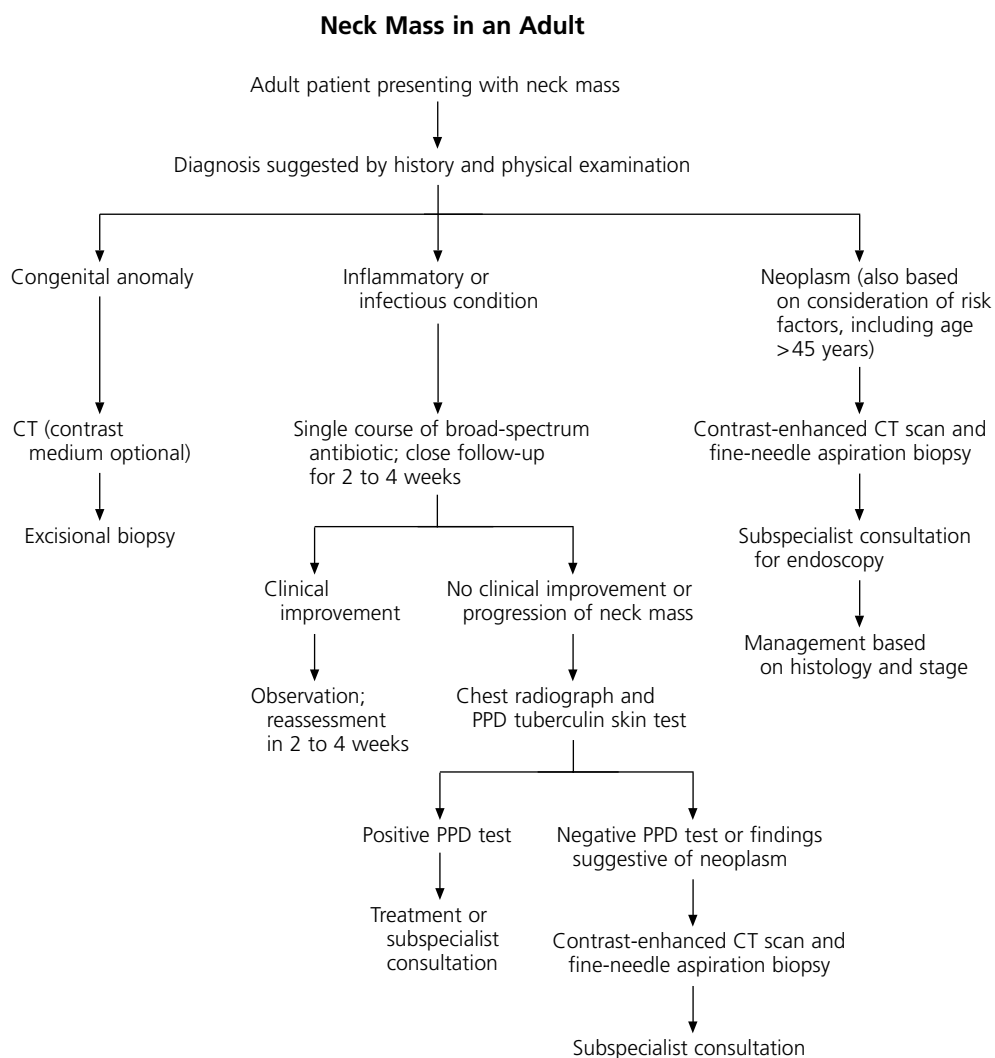 Neck Mass in an Adult
Adult patient presenting with neck mass
Diagnosis suggested by history and physical examination
Congenital anomaly
Inflammatory or
infectious condition
Neoplasm (also based
on consideration of risk
factors, including age
>45 years)
CT (contrast
medium optional)
Single course of broad-spectrum
antibiotic; close follow-up
for 2 to 4 weeks
Contrast-enhanced CT scan and
fine-needle aspiration biopsy
Excisional biopsy
Subspecialist consultation
for endoscopy
Clinical
improvement
No clinical improvement or
progression of neck mass
Management based
on histology and stage
Observation;
reassessment
in 2 to 4 weeks
Chest radiograph and
PPD tuberculin skin test
Positive PPD test
Negative PPD test or findings
suggestive of neoplasm
Treatment or
subspecialist
consultation
Contrast-enhanced CT scan and
fine-needle aspiration biopsy
Subspecialist consultation